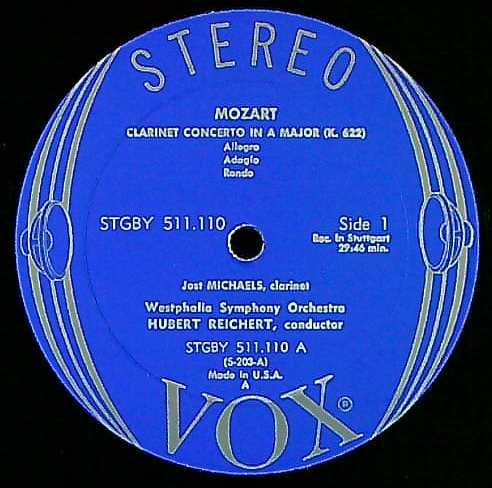 STEREO
MOZART
CLARINET CONCERTO IN A MAJOR (K. 622)
Allegro
Adagio
Rondo
STGBY 511.110
Side 1
Rec. In Stuttgart
29:46 min.
Jost MICHAELS, clarinet
Westphalia Symphony Orchestra
HUBERT REICHERT, conductor
STGBY 511.110 A
(S-203-A)
Made in U.S.A.
A
VOX®